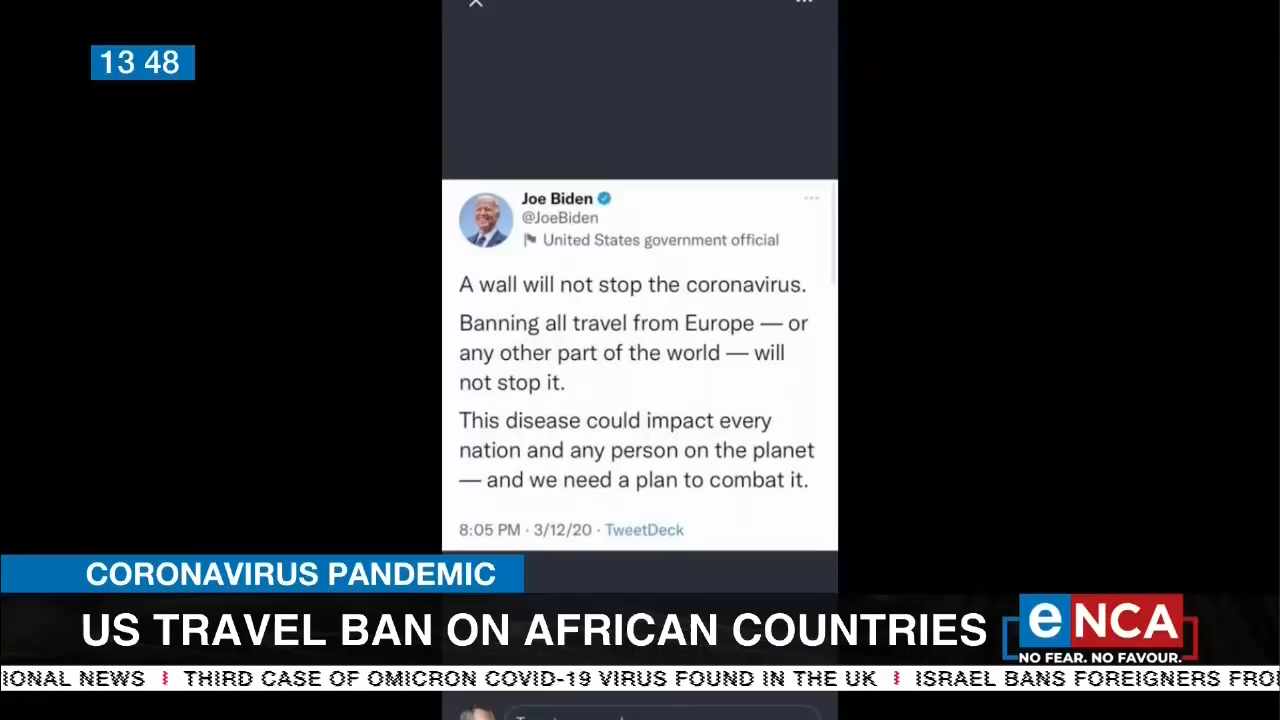 13 48
Joe Biden
@JoeBiden
United States government official
A wall will not stop the coronavirus.
Banning all travel from Europe — or
any other part of the world — will
not stop it.
This disease could impact every
nation and any person on the planet
— and we need a plan to combat it.
8:05 PM · 3/12/20 · TweetDeck
CORONAVIRUS PANDEMIC
US TRAVEL BAN ON AFRICAN COUNTRIES
eNCA
NO FEAR. NO FAVOUR.
IONAL NEWS THIRD CASE OF OMICRON COVID-19 VIRUS FOUND IN THE UK ISRAEL BANS FOREIGNERS FRO